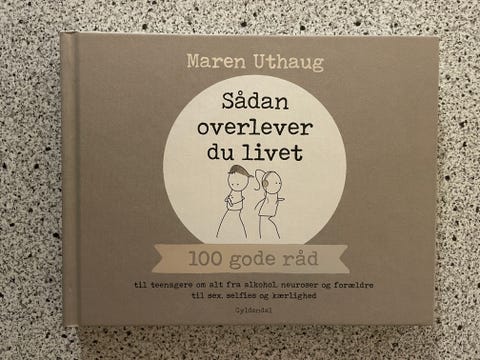 Maren Uthaug
Sådan
overlever
du livet
100 gode råd
til teenagere om alt fra alkohol, neuroser og forældre
til sex, selfies og kærlighed
Gyldendal